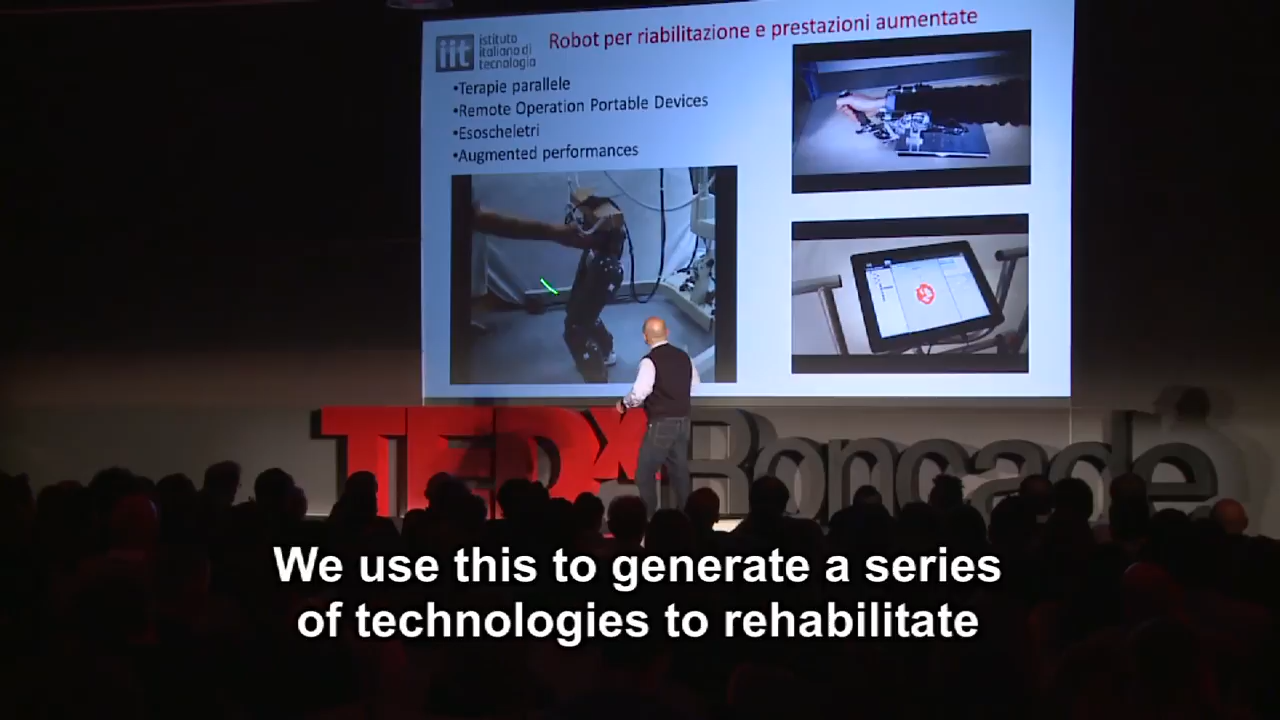 iit
istituto
italiano di
tecnologia
Robot per riabilitazione e prestazioni aumentate
•Terapie parallele
•Remote Operation Portable Devices
•Esoscheletri
•Augmented performances
TEDxRoncade
We use this to generate a series
of technologies to rehabilitate